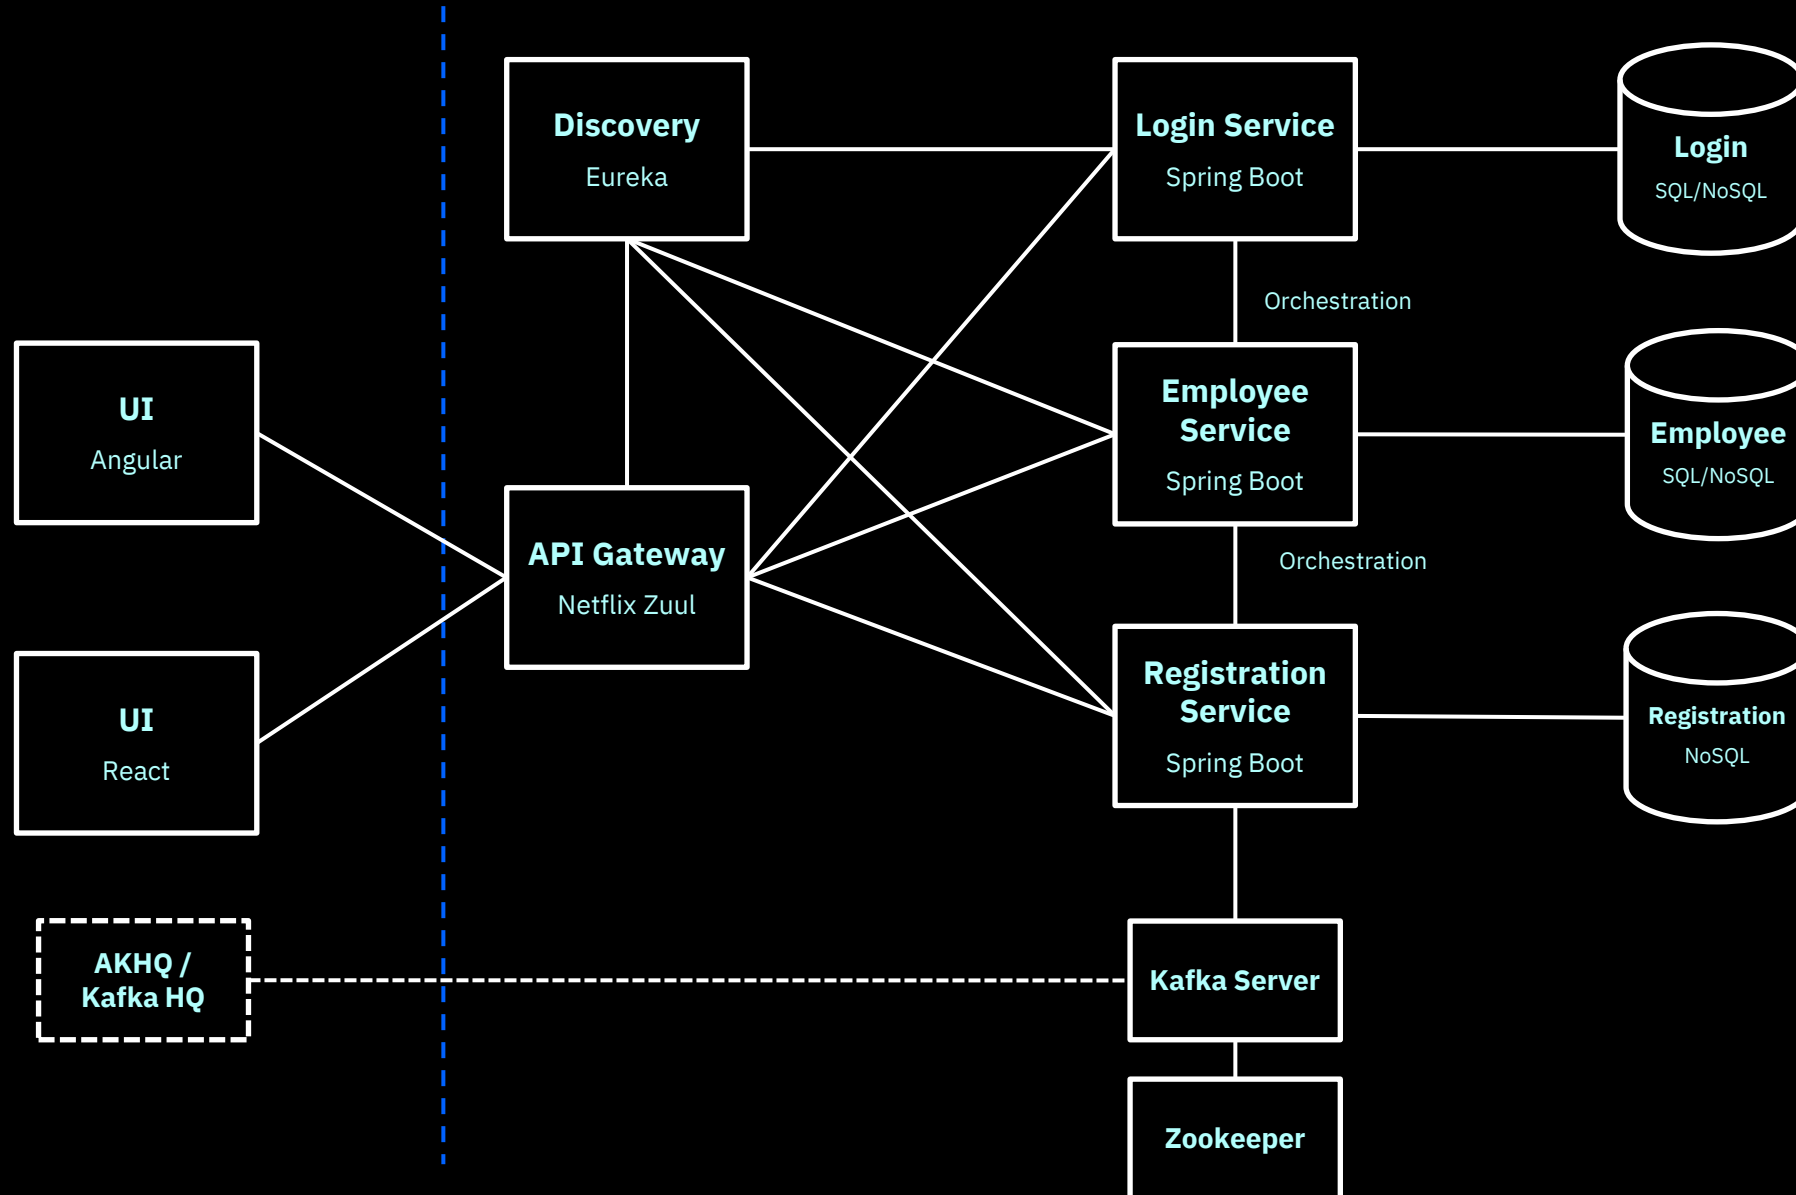 Discovery
Eureka
Login Service
Spring Boot
Login
SQL/NoSQL
Orchestration
UI
Angular
Employee
Service
Spring Boot
Employee
SQL/NoSQL
API Gateway
Netflix Zuul
Orchestration
UI
React
Registration
Service
Spring Boot
Registration
NoSQL
AKHQ /
Kafka HQ
Kafka Server
Zookeeper